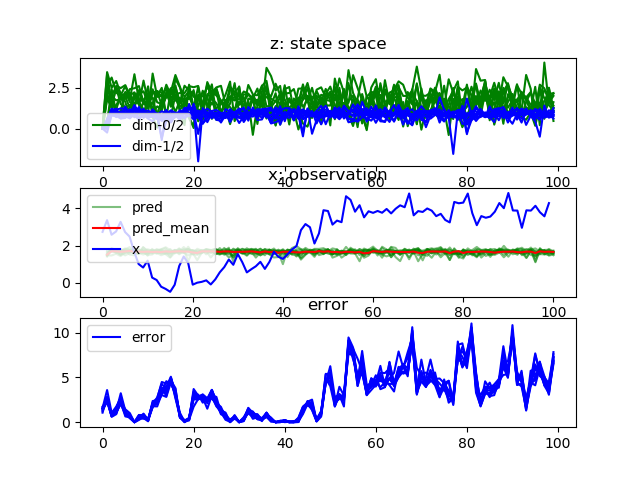 z: state space
2.5
0.0
dim-0/2
dim-1/2
0 20 40 60 80 100
x: observation
4
2
0
pred
pred_mean
x
0 20 40 60 80 100
error
10
5
0
error
0 20 40 60 80 100